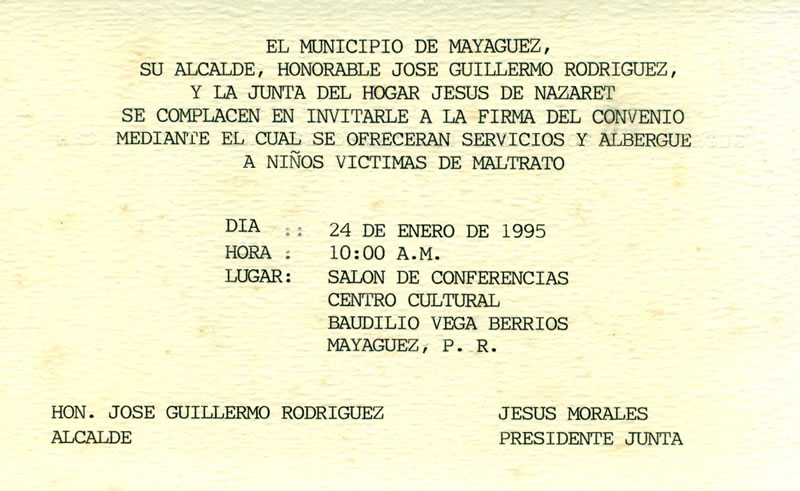 EL MUNICIPIO DE MAYAGUEZ,
SU ALCALDE, HONORABLE JOSE GUILLERMO RODRIGUEZ,
Y LA JUNTA DEL HOGAR JESUS DE NAZARET
SE COMPLACEN EN INVITARLE A LA FIRMA DEL CONVENIO
MEDIANTE EL CUAL SE OFRECERAN SERVICIOS Y ALBERGUE
A NIÑOS VICTIMAS DE MALTRATO
DIA :: 24 DE ENERO DE 1995
HORA : 10:00 A.M.
LUGAR: SALON DE CONFERENCIAS
CENTRO CULTURAL
BAUDILIO VEGA BERRIOS
MAYAGUEZ, P. R.
HON. JOSE GUILLERMO RODRIGUEZ JESUS MORALES
ALCALDE PRESIDENTE JUNTA